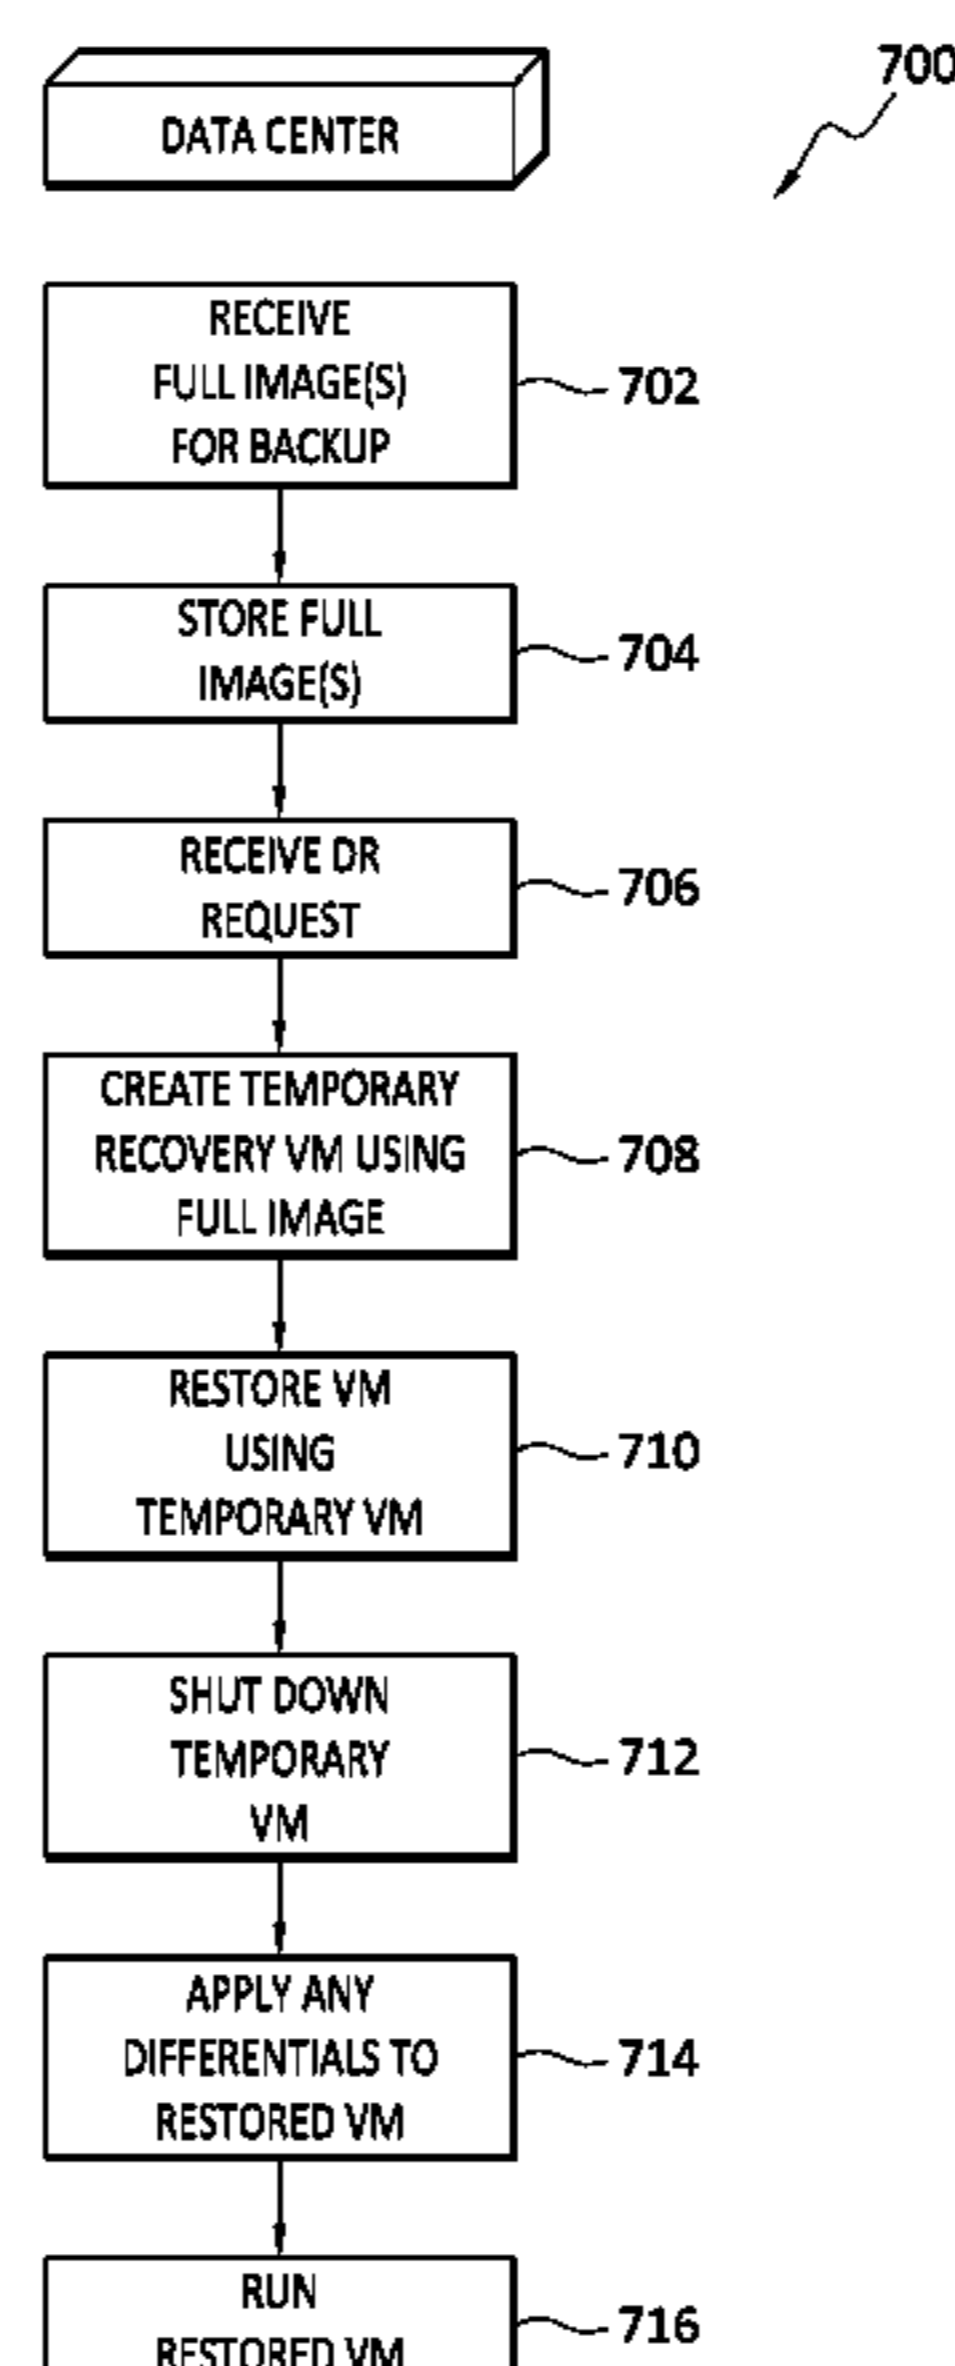 DATA CENTER
700
RECEIVE
FULL IMAGE(S)
FOR BACKUP
702
STORE FULL
IMAGE(S)
704
RECEIVE DR
REQUEST
706
CREATE TEMPORARY
RECOVERY VM USING
FULL IMAGE
708
RESTORE VM
USING
TEMPORARY VM
710
SHUT DOWN
TEMPORARY
VM
712
APPLY ANY
DIFFERENTIALS TO
RESTORED VM
714
RUN
RESTORED VM
716